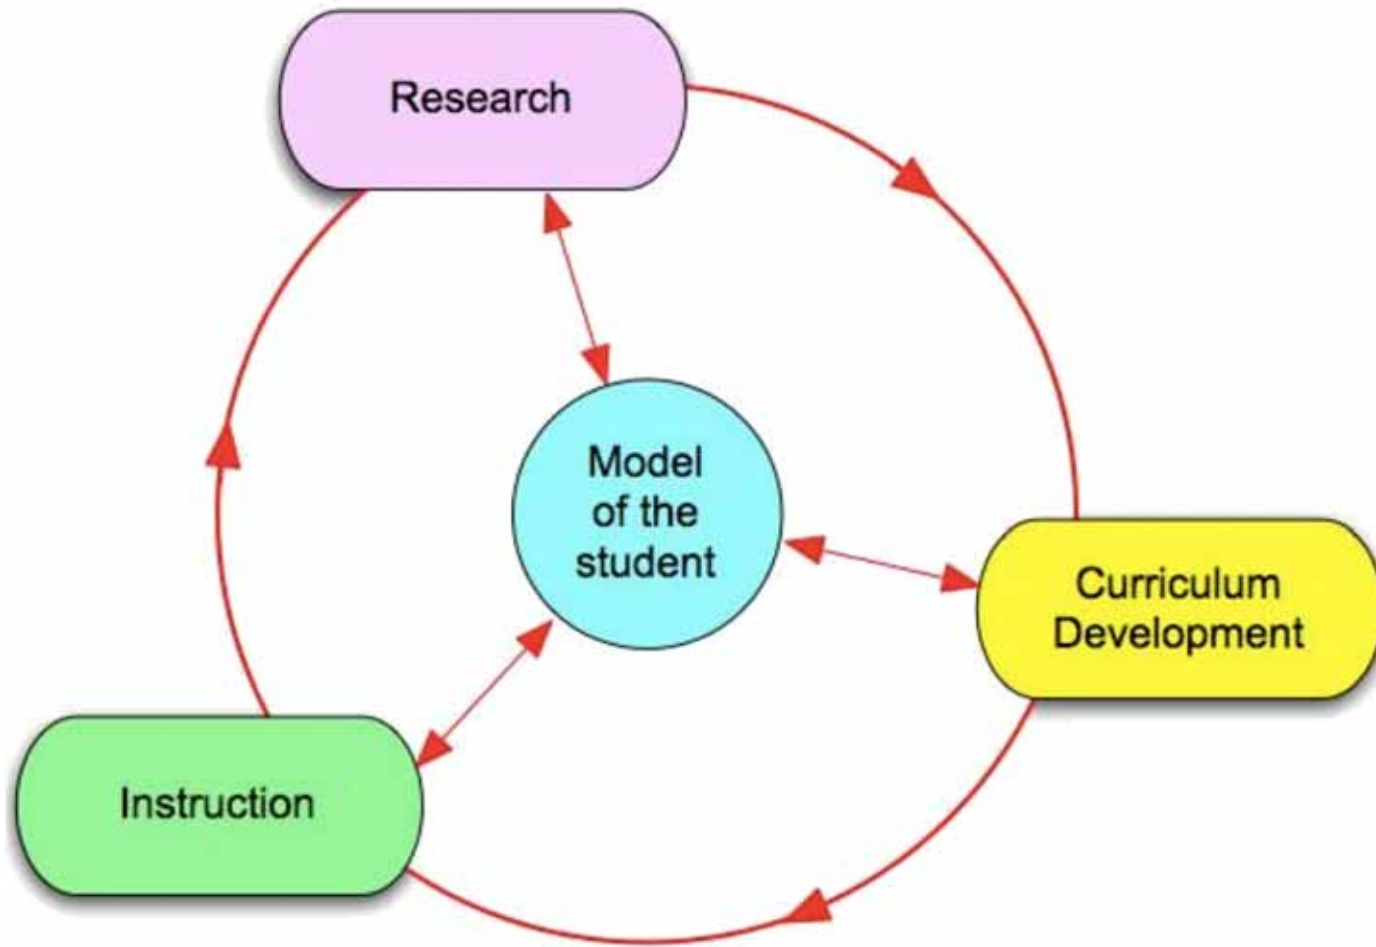 Research
Model
of the
student
Curriculum
Development
Instruction